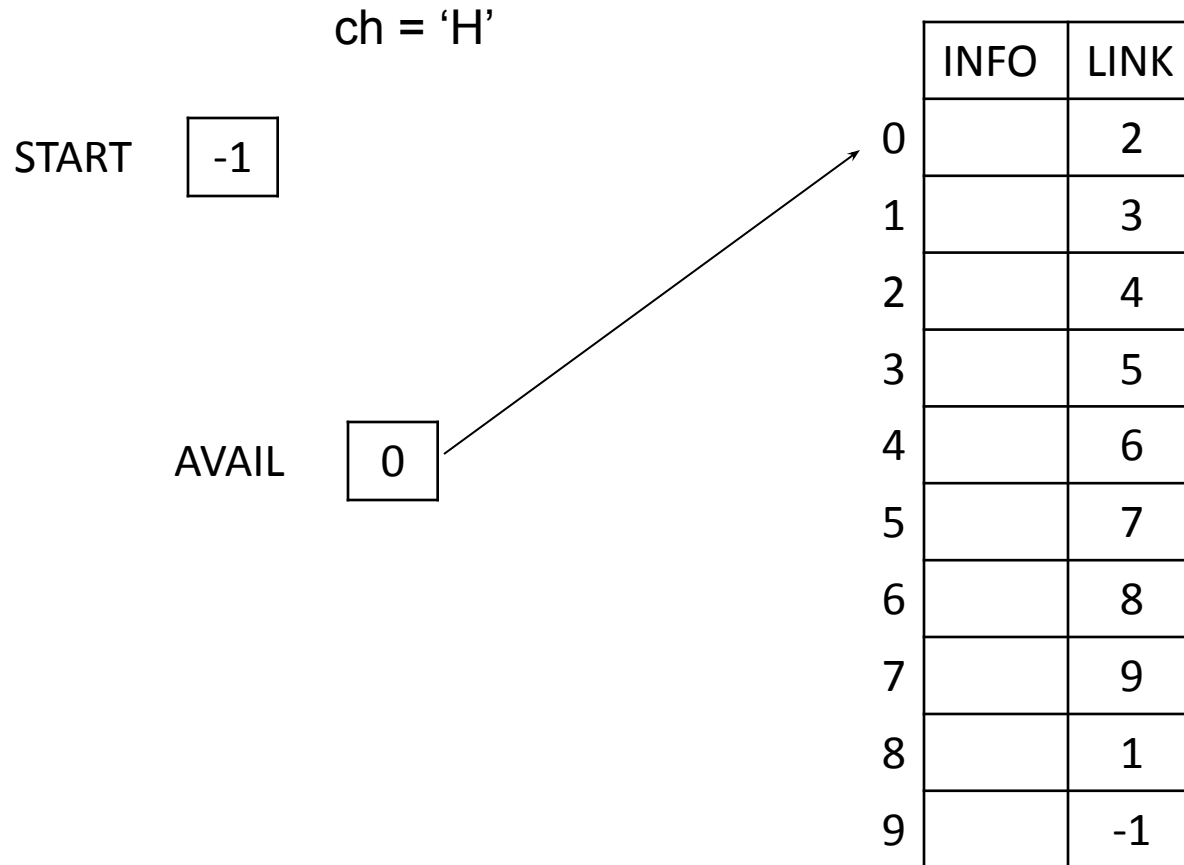 ch = ‘H’
INFO LINK
START -1
0 2
1 3
2 4
3 5
AVAIL 0
4 6
5 7
6 8
7 9
8 1
9 -1